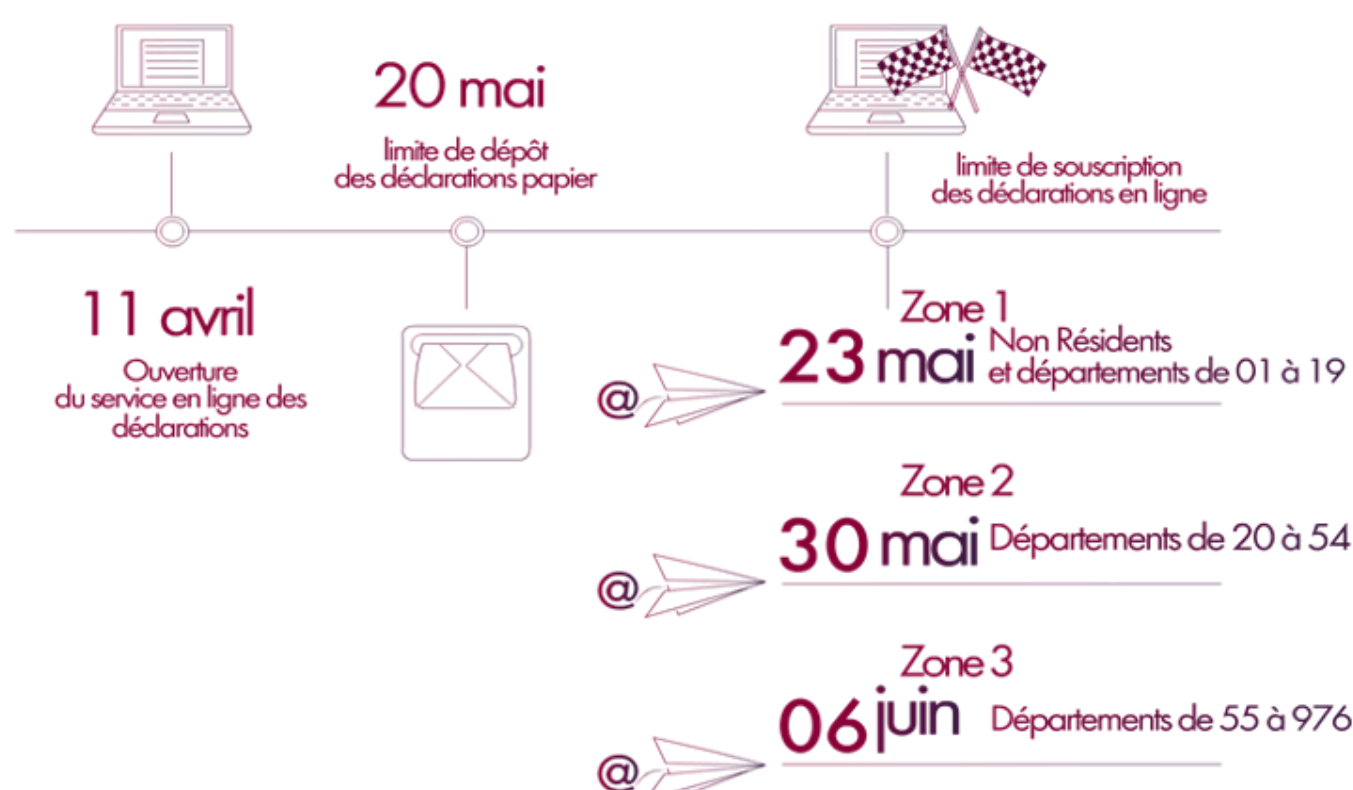 20 mai
limite de dépôt
des déclarations papier
limite de souscription
des déclarations en ligne
11 avril
Ouverture
du service en ligne des
déclarations
Zone 1
23 mai Non Résidents
et départements de 01 à 19
@
Zone 2
30 mai Départements de 20 à 54
@
Zone 3
06 juin Départements de 55 à 976
@